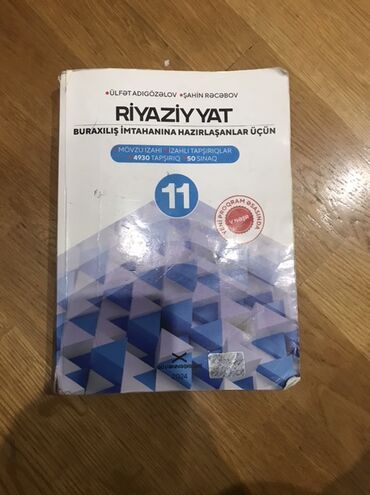 •ÜLFƏT ADIGÖZƏLOV •ŞAHİN RƏCƏBOV
RİYAZİYYAT
BURAXILIŞ İMTAHANINA HAZIRLAŞANLAR ÜÇÜN
MÖVZU İZAHI • İZAHLI TAPŞIRIQLAR
• 4930 TAPŞIRIQ • 50 SINAQ
11
YENİ PROQRAM ƏSASINDA
V NƏŞR
2024